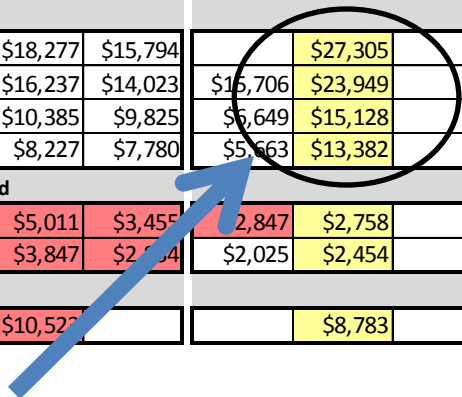 $18,277 $15,794 $27,305
$16,237 $14,023 $15,706 $23,949
$10,385 $9,825 $6,649 $15,128
$8,227 $7,780 $5,663 $13,382
d
$5,011 $3,455 2,847 $2,758
$3,847 $2,025 $2,454
$8,783